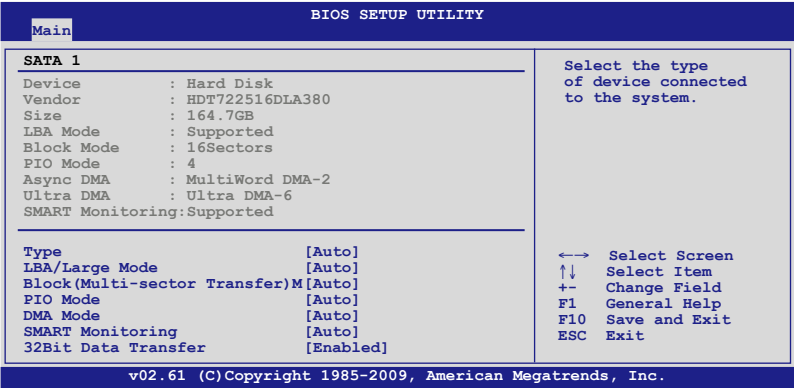 BIOS SETUP UTILITY
Main
SATA 1
Device : Hard Disk
Vendor : HDT722516DLA380
Size : 164.7GB
LBA Mode : Supported
Block Mode : 16Sectors
PIO Mode : 4
Async DMA : MultiWord DMA-2
Ultra DMA : Ultra DMA-6
SMART Monitoring:Supported
Type [Auto]
LBA/Large Mode [Auto]
Block(Multi-sector Transfer)M[Auto]
PIO Mode [Auto]
DMA Mode [Auto]
SMART Monitoring [Auto]
32Bit Data Transfer [Enabled]
Select the type
of device connected
to the system.
←→ Select Screen
↑↓ Select Item
+- Change Field
F1 General Help
F10 Save and Exit
ESC Exit
v02.61 (C)Copyright 1985-2009, American Megatrends, Inc.